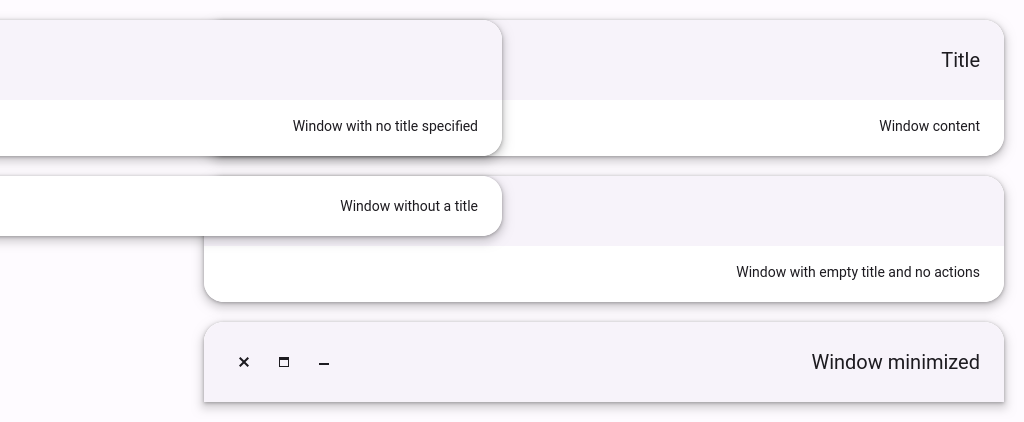 Title
Window with no title specified
Window content
Window without a title
Window with empty title and no actions
Window minimized